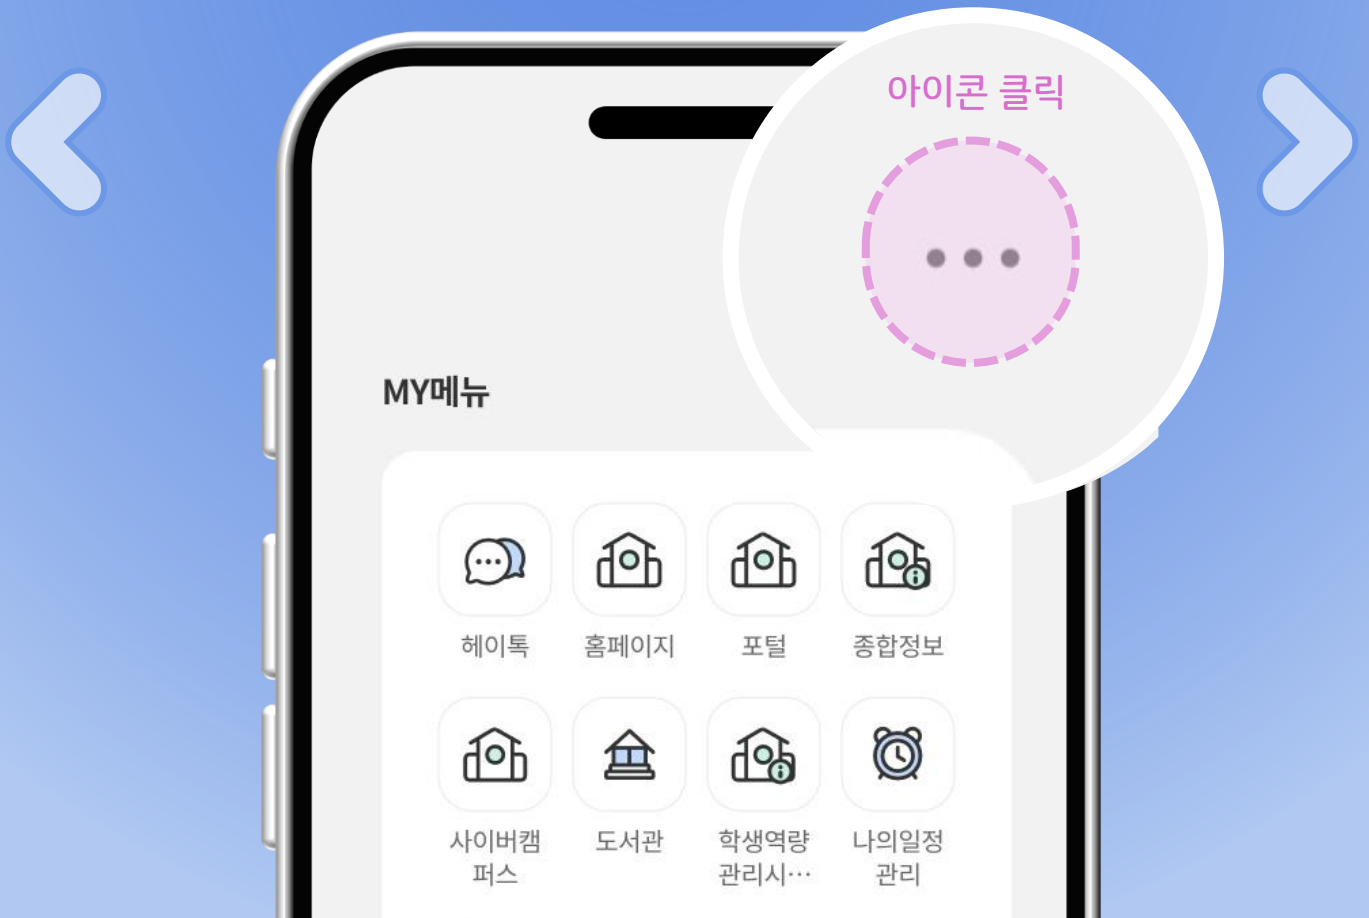 아이콘 클릭
MY메뉴
헤이톡
홈페이지
포털
종합정보
사이버캠
퍼스
도서관
학생역량
관리시…
나의일정
관리